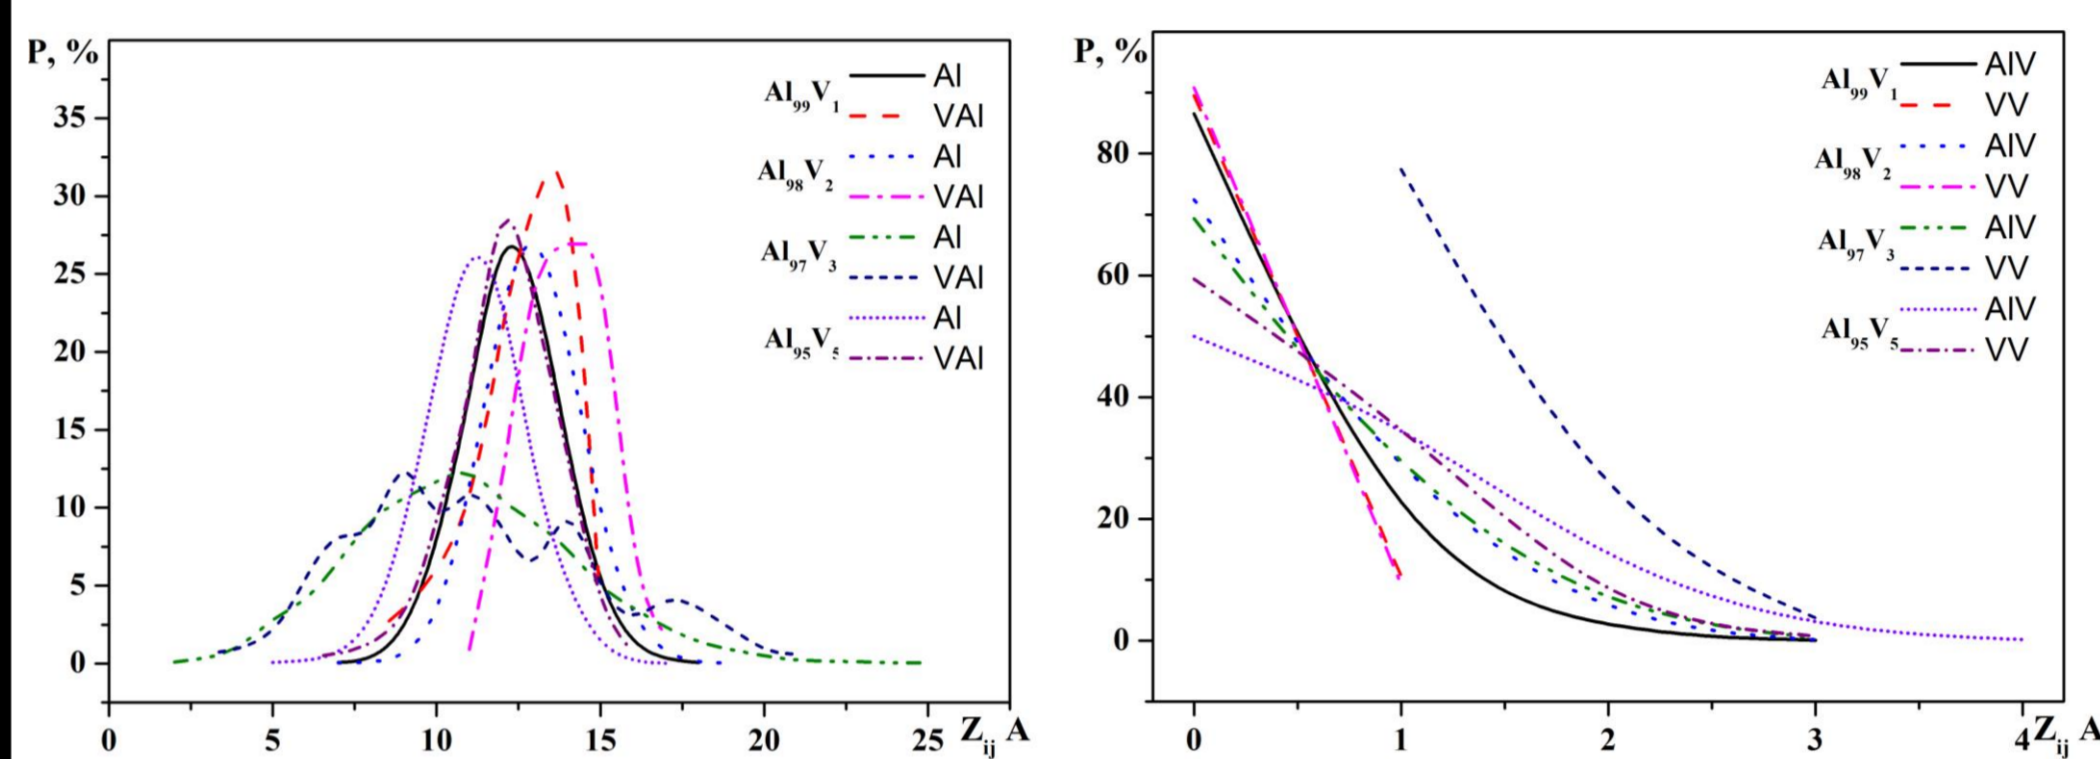 P, %
35
30
25
20
15
10
5
0
0 5 10 15 20 25 Zij A
Al99V1
Al
VAl
Al98V2
Al
VAl
Al97V3
Al
VAl
Al95V5
Al
VAl
P, %
80
60
40
20
0
0 1 2 3 4 Zij A
Al99V1
AlV
VV
Al98V2
AlV
VV
Al97V3
AlV
VV
Al95V5
AlV
VV